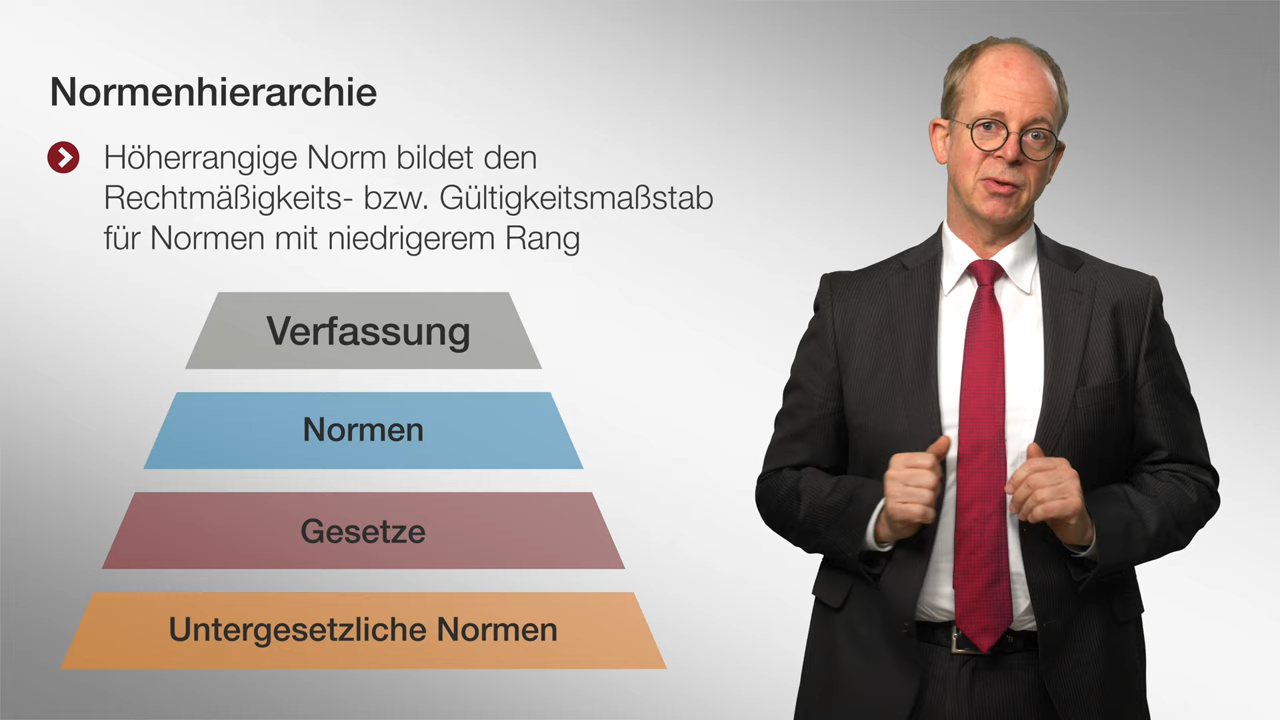 Normenhierarchie
Höherrangige Norm bildet den
Rechtmäßigkeits- bzw. Gültigkeitsmaßstab
für Normen mit niedrigerem Rang
Verfassung
Normen
Gesetze
Untergesetzliche Normen